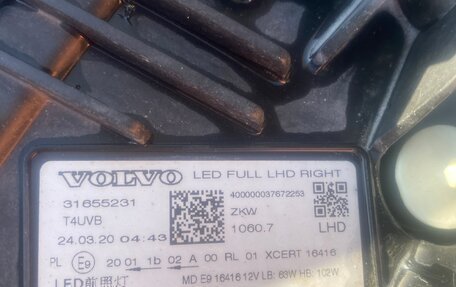 VOLVO LED FULL LHD RIGHT
31655231 400000037672253
T4UVB ZKW
24.03.20 04:43 1060.7 LHD
PL E9 20 01 1b 02 A 00 RL 01 XCERT 16416
LED前照灯 MD E9 16416 12V LB: 63W HB: 102W